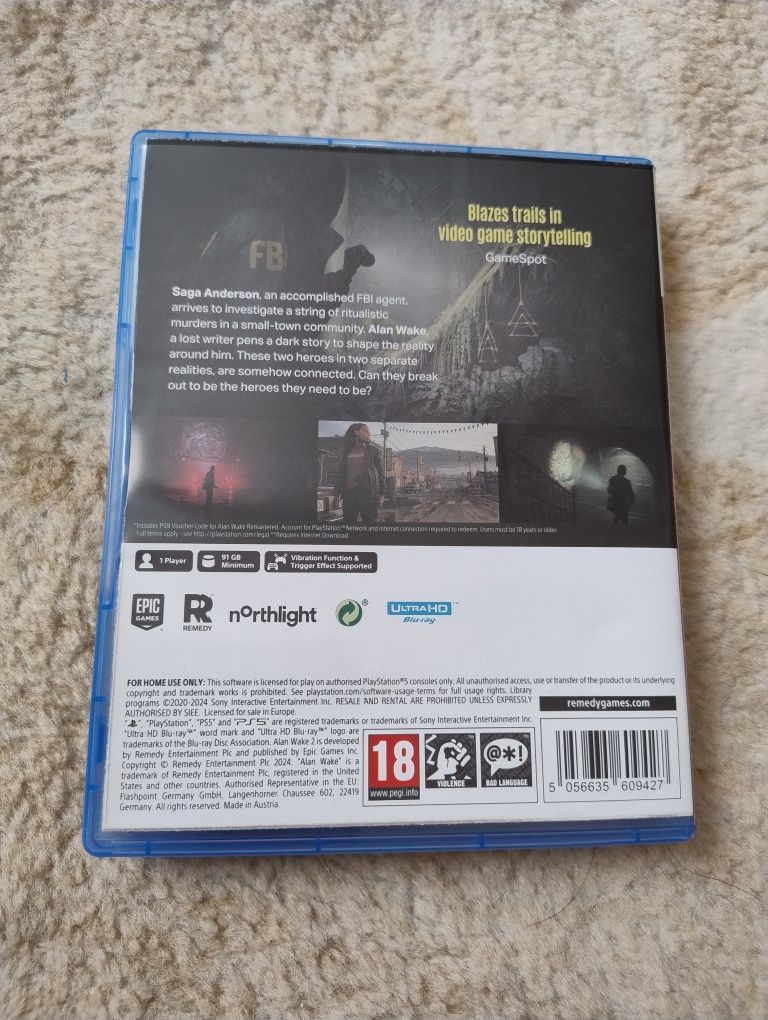 FBI
Blazes trails in
video game storytelling
GameSpot
Saga Anderson, an accomplished FBI agent,
arrives to investigate a string of ritualistic
murders in a small-town community. Alan Wake,
a lost writer pens a dark story to shape the reality
around him. These two heroes in two separate
realities, are somehow connected. Can they break
out to be the heroes they need to be?
*Includes PSN Voucher Code for Alan Wake Remastered. Account for PlayStation™Network and internet connection required to redeem. Users must be 18 years or older.
Full terms apply - see http://playstation.com/legal **Requires Internet Download.
1 Player
91 GB
Minimum
Vibration Function &
Trigger Effect Supported
EPIC
GAMES
R
REMEDY
northlight
®
ULTRA HD™
Blu-ray
FOR HOME USE ONLY: This software is licensed for play on authorised PlayStation®5 consoles only. All unauthorised access, use or transfer of the product or its underlying
copyright and trademark works is prohibited. See playstation.com/software-usage-terms for full usage rights. Library
programs ©2020-2024 Sony Interactive Entertainment Inc. RESALE AND RENTAL ARE PROHIBITED UNLESS EXPRESSLY
AUTHORISED BY SIEE. Licensed for sale in Europe.
"PS", "PlayStation", "PS5" and "PS5" are registered trademarks or trademarks of Sony Interactive Entertainment Inc.
"Ultra HD Blu-ray™" word mark and "Ultra HD Blu-ray™" logo are
trademarks of the Blu-ray Disc Association. Alan Wake 2 is developed
by Remedy Entertainment Plc and published by Epic Games Inc.
Copyright © Remedy Entertainment Plc 2024. "Alan Wake" is a
trademark of Remedy Entertainment Plc, registered in the United
States and other countries. Authorised Representative in the EU:
Flashpoint Germany GmbH, Langenhorner Chaussee 602, 22419
Germany. All rights reserved. Made in Austria.
remedygames.com
18
www.pegi.info
VIOLENCE
™
@*!
BAD LANGUAGE
™
5 056635 609427